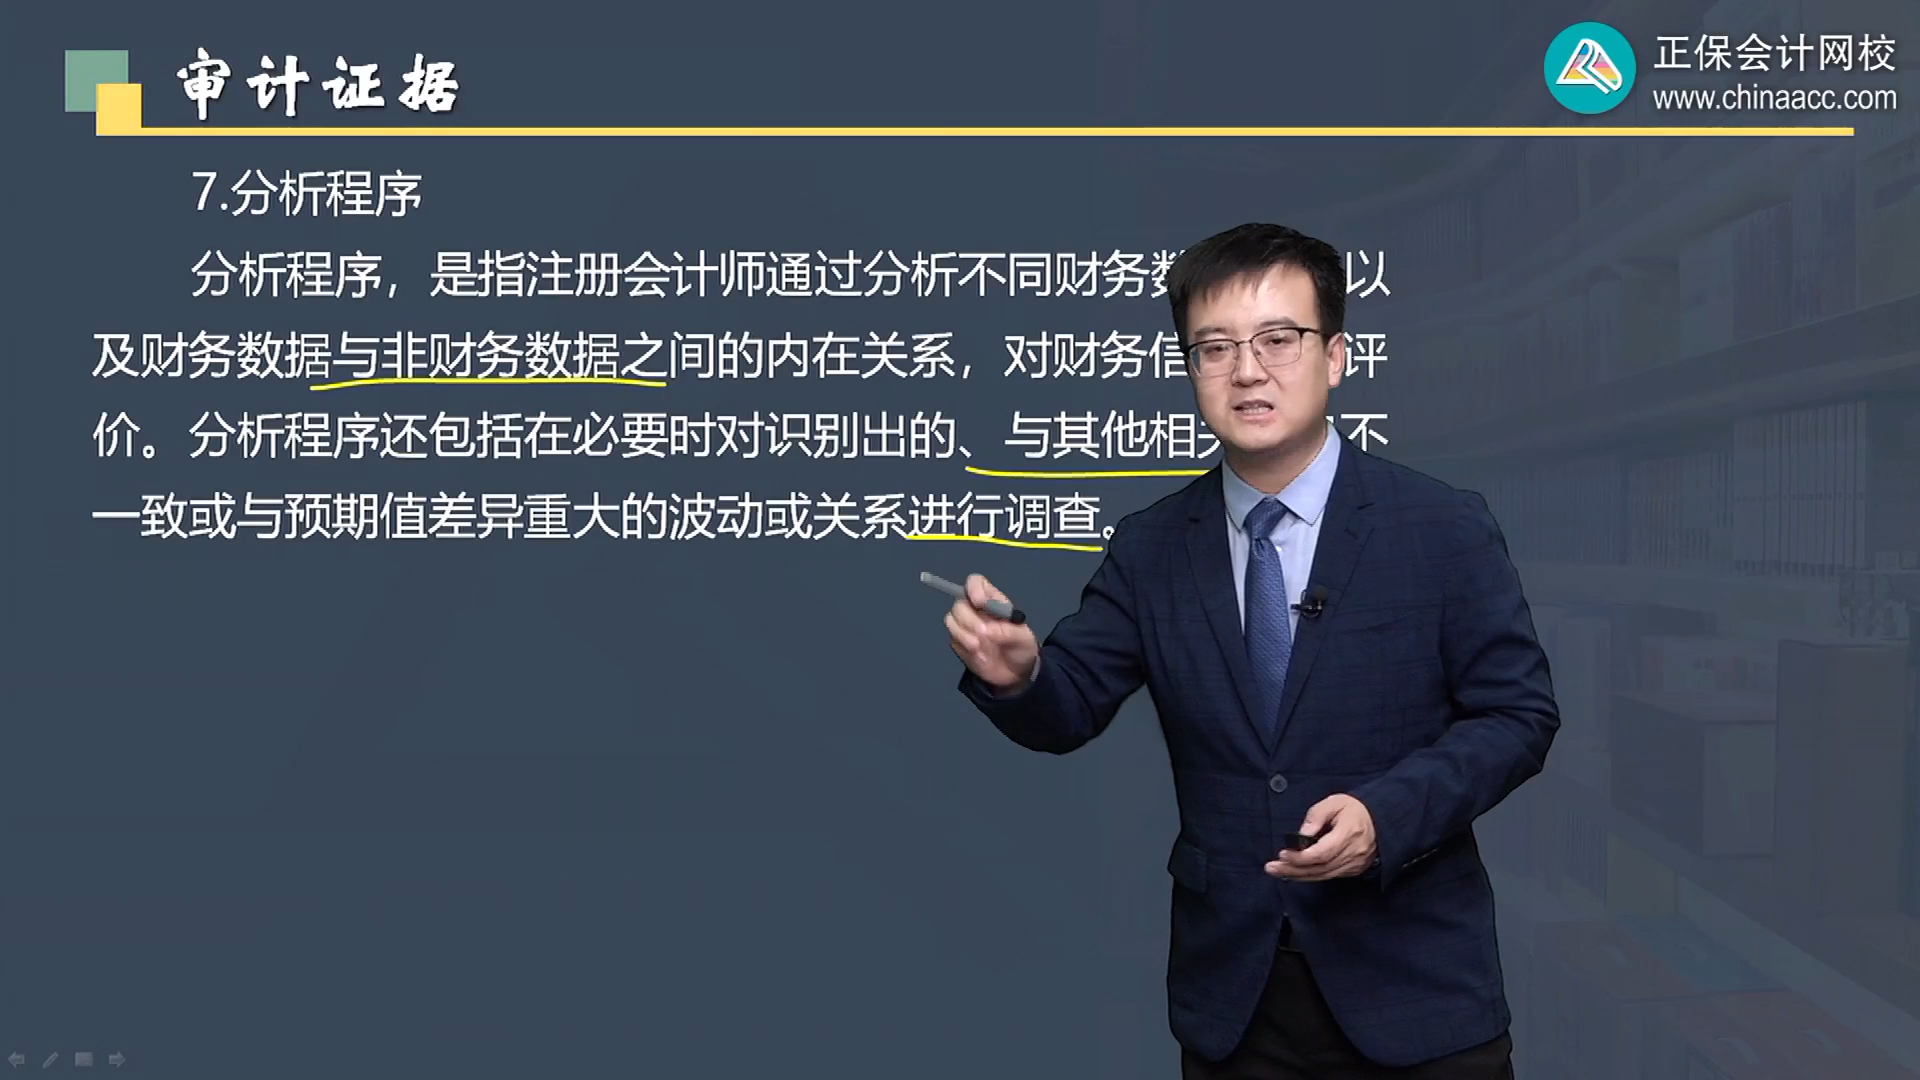 审计证据
正保会计网校
www.chinaacc.com
7.分析程序
分析程序，是指注册会计师通过分析不同财务 以
及财务数据与非财务数据之间的内在关系，对财务信 评
价。分析程序还包括在必要时对识别出的、与其他相 不
一致或与预期值差异重大的波动或关系进行调查。